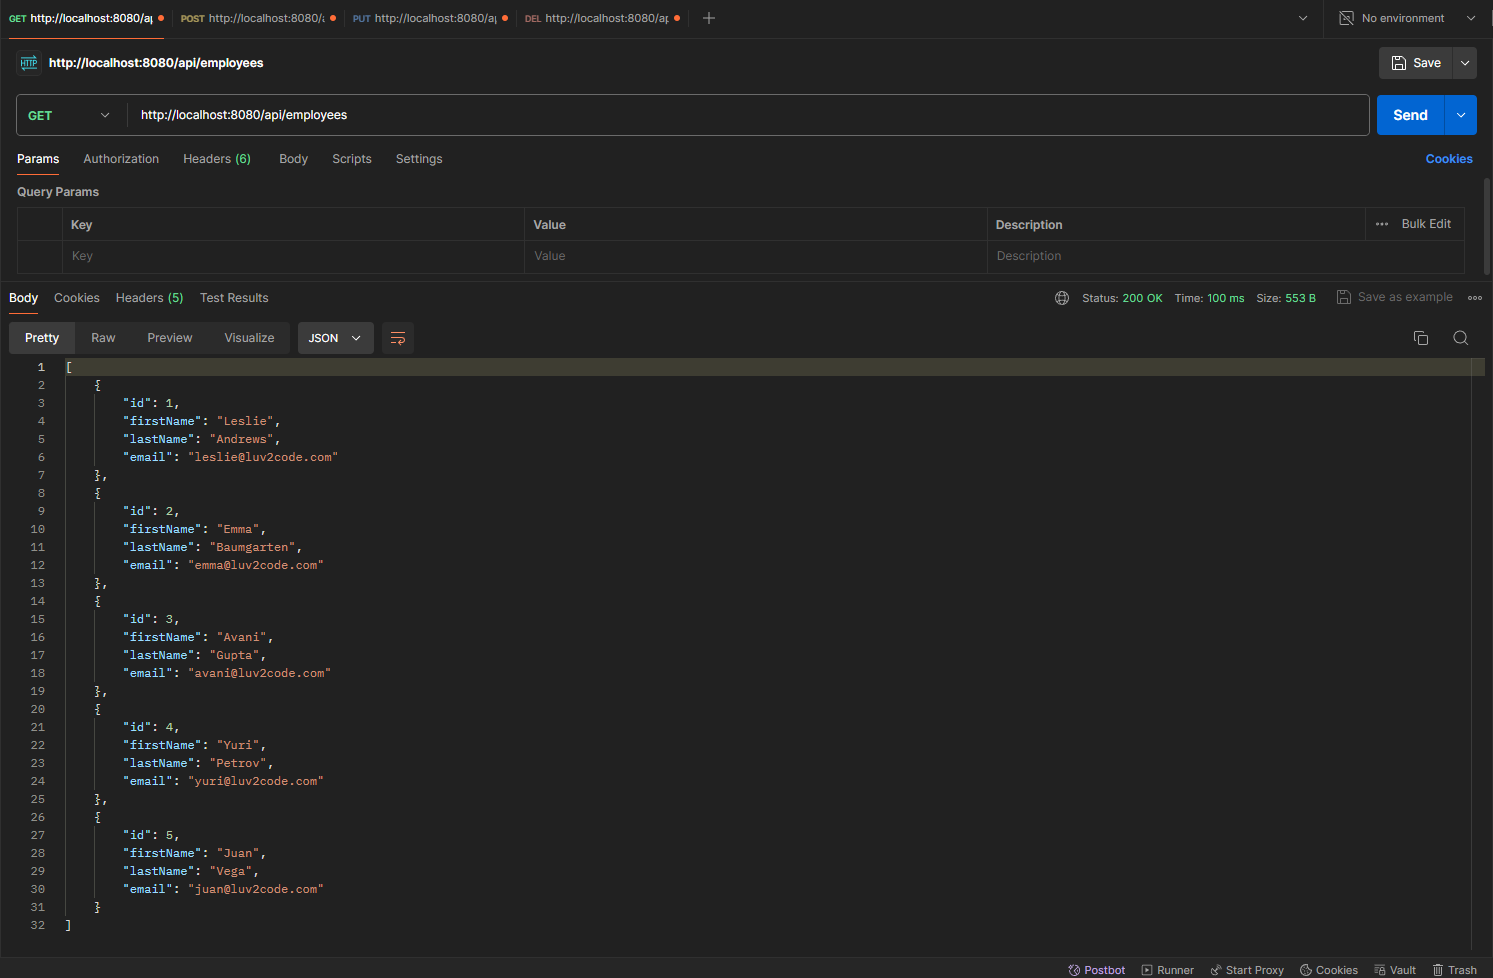 GET http://localhost:8080/a POST http://localhost:8080/ PUT http://localhost:8080/a DEL http://localhost:8080/a No environment
HTTP http://localhost:8080/api/employees Save
GET http://localhost:8080/api/employees Send
Params Authorization Headers (6) Body Scripts Settings Cookies
Query Params
Key Value Description ••• Bulk Edit
Key Value Description
Body Cookies Headers (5) Test Results Status: 200 OK Time: 100 ms Size: 553 B Save as example
Pretty Raw Preview Visualize JSON
1 [
2 {
3 "id": 1,
4 "firstName": "Leslie",
5 "lastName": "Andrews",
6 "email": "leslie@luv2code.com"
7 },
8 {
9 "id": 2,
10 "firstName": "Emma",
11 "lastName": "Baumgarten",
12 "email": "emma@luv2code.com"
13 },
14 {
15 "id": 3,
16 "firstName": "Avani",
17 "lastName": "Gupta",
18 "email": "avani@luv2code.com"
19 },
20 {
21 "id": 4,
22 "firstName": "Yuri",
23 "lastName": "Petrov",
24 "email": "yuri@luv2code.com"
25 },
26 {
27 "id": 5,
28 "firstName": "Juan",
29 "lastName": "Vega",
30 "email": "juan@luv2code.com"
31 }
32 ]
Postbot Runner Start Proxy Cookies Vault Trash